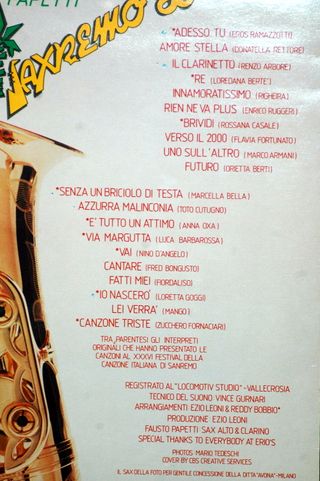 PAPETTI
SAXREMO
*ADESSO TU (EROS RAMAZZOTTI)
AMORE STELLA (DONATELLA RETTORE)
IL CLARINETTO (RENZO ARBORE)
*RE (LOREDANA BERTE')
INNAMORATISSIMO (RIGHEIRA)
RIEN NE VA PLUS (ENRICO RUGGERI)
*BRIVIDI (ROSSANA CASALE)
VERSO IL 2000 (FLAVIA FORTUNATO)
UNO SULL'ALTRO (MARCO ARMANI)
FUTURO (ORIETTA BERTI)
*SENZA UN BRICIOLO DI TESTA (MARCELLA BELLA)
AZZURRA MALINCONIA (TOTO CUTUGNO)
*E' TUTTO UN ATTIMO (ANNA OXA)
*VIA MARGUTTA (LUCA BARBAROSSA)
*VAI (NINO D'ANGELO)
CANTARE (FRED BONGUSTO)
FATTI MIEI (FIORDALISO)
*IO NASCERO' (LORETTA GOGGI)
LEI VERRA' (MANGO)
*CANZONE TRISTE (ZUCCHERO FORNACIARI)
TRA PARENTESI GLI INTERPRETI
ORIGINALI CHE HANNO PRESENTATO LE
CANZONI AL XXXVI FESTIVAL DELLA
CANZONE ITALIANA DI SANREMO
REGISTRATO AL "LOCOMOTIV STUDIO" - VALLECROSIA
TECNICO DEL SUONO: VINCE GURNARI
ARRANGIAMENTI: EZIO LEONI & REDDY BOBBIO*
PRODUZIONE: EZIO LEONI
FAUSTO PAPETTI: SAX ALTO & CLARINO
SPECIAL THANKS TO EVERYBODY AT ERIO'S
PHOTOS: MARIO TEDESCHI
COVER BY CBS CREATIVE SERVICES
IL SAX DELLA FOTO PER GENTILE CONCESSIONE DELLA DITTA "AVONA" - MILANO